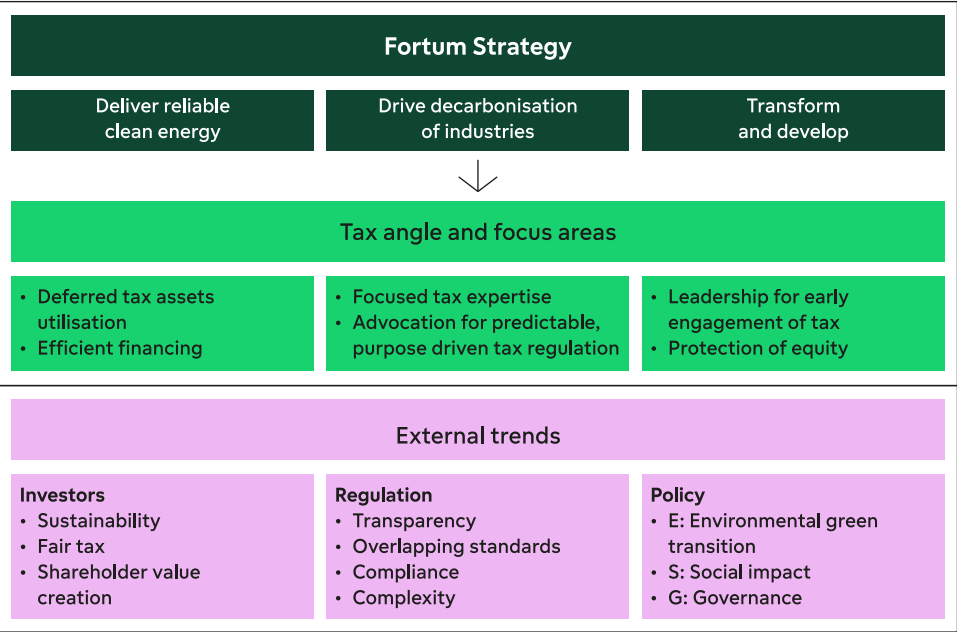 Fortum Strategy
Deliver reliable
clean energy
Drive decarbonisation
of industries
Transform
and develop
Tax angle and focus areas
• Deferred tax assets
utilisation
• Efficient financing
• Focused tax expertise
• Advocation for predictable,
purpose driven tax regulation
• Leadership for early
engagement of tax
• Protection of equity
External trends
Investors
• Sustainability
• Fair tax
• Shareholder value
creation
Regulation
• Transparency
• Overlapping standards
• Compliance
• Complexity
Policy
• E: Environmental green
transition
• S: Social impact
• G: Governance